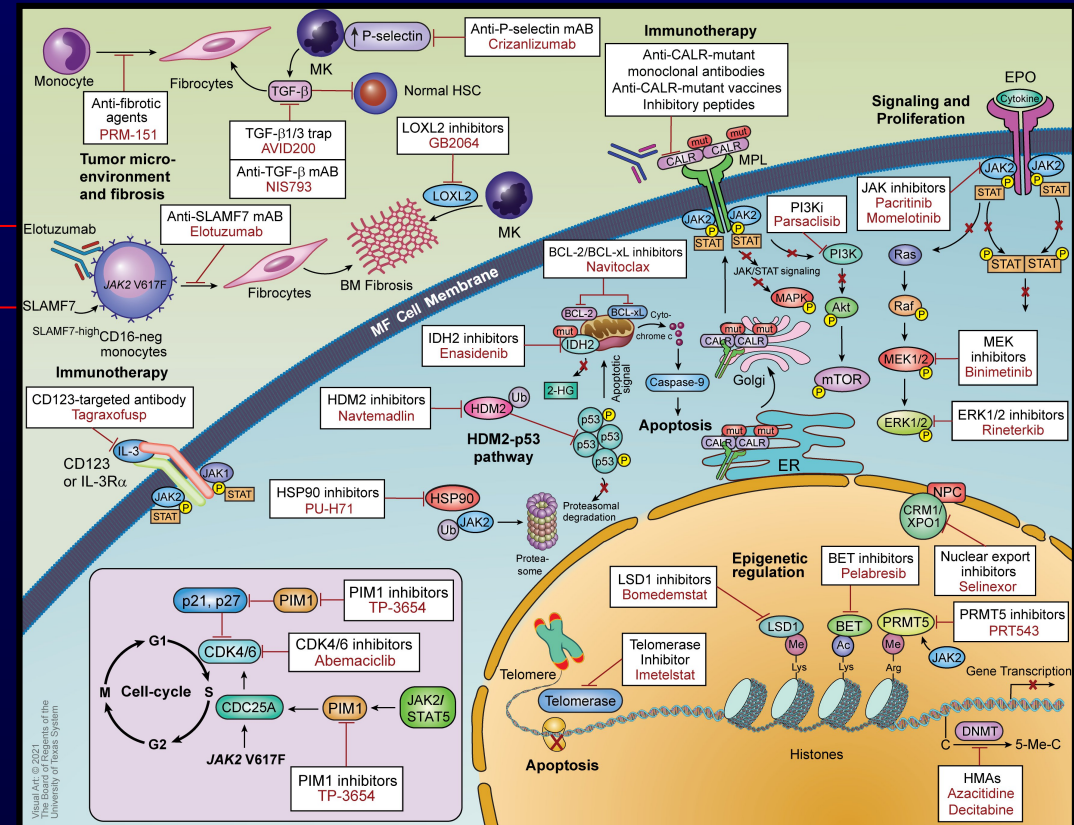 Monocyte
Fibrocytes
Anti-fibrotic
agents
PRM-151
Tumor micro-
environment
and fibrosis
MK
↑ P-selectin
Anti-P-selectin mAB
Crizanlizumab
TGF-β
Normal HSC
TGF-β1/3 trap
AVID200
Anti-TGF-β mAB
NIS793
LOXL2 inhibitors
GB2064
LOXL2
MK
Anti-SLAMF7 mAB
Elotuzumab
Elotuzumab
JAK2 V617F
SLAMF7
SLAMF7-high CD16-neg
monocytes
Fibrocytes
BM Fibrosis
MF Cell Membrane
Immunotherapy
Anti-CALR-mutant
monoclonal antibodies
Anti-CALR-mutant vaccines
Inhibitory peptides
mut
mut
CALR
CALR
MPL
JAK2
JAK2
P
P
STAT
STAT
JAK/STAT signaling
MAPK
P
PI3Ki
Parsaclisib
PI3K
P
Akt
P
mTOR
P
Signaling and
Proliferation
EPO
Cytokine
JAK2
JAK2
P
P
STAT
STAT
JAK inhibitors
Pacritinib
Momelotinib
P
P
STAT
STAT
Ras
Raf
P
MEK1/2
P
MEK
inhibitors
Binimetinib
ERK1/2
P
ERK1/2 inhibitors
Rineterkib
BCL-2/BCL-xL inhibitors
Navitoclax
BCL-2
BCL-xL
Cyto-
chrome c
Caspase-9
Apoptosis
IDH2 inhibitors
Enasidenib
mut
IDH2
2-HG
Apoptotic
signal
mut
mut
CALR
CALR
Golgi
mut
mut
CALR
CALR
ER
HDM2 inhibitors
Navtemadlin
HDM2
Ub
HDM2-p53
pathway
p53
P
p53
p53
p53
P
Proteasomal
degradation
HSP90 inhibitors
PU-H71
HSP90
Ub
JAK2
Protea-
some
Immunotherapy
CD123-targeted antibody
Tagraxofusp
IL-3
CD123
or IL-3Rα
JAK1
P
STAT
JAK2
P
STAT
p21, p27
PIM1
PIM1 inhibitors
TP-3654
CDK4/6
CDK4/6 inhibitors
Abemaciclib
G1
M
Cell-cycle
S
G2
CDC25A
PIM1
JAK2/
STAT5
JAK2 V617F
PIM1 inhibitors
TP-3654
NPC
CRM1/
XPO1
Nuclear export
inhibitors
Selinexor
Epigenetic
regulation
LSD1 inhibitors
Bomedemstat
BET inhibitors
Pelabresib
PRMT5 inhibitors
PRT543
LSD1
Me
Lys
BET
Ac
Lys
PRMT5
Me
Arg
JAK2
Gene Transcription
Telomere
Telomerase
Inhibitor
Imetelstat
Telomerase
Apoptosis
Histones
DNMT
C
5-Me-C
HMAs
Azacitidine
Decitabine
Visual Art: © 2021
The Board of Regents of the
University of Texas System